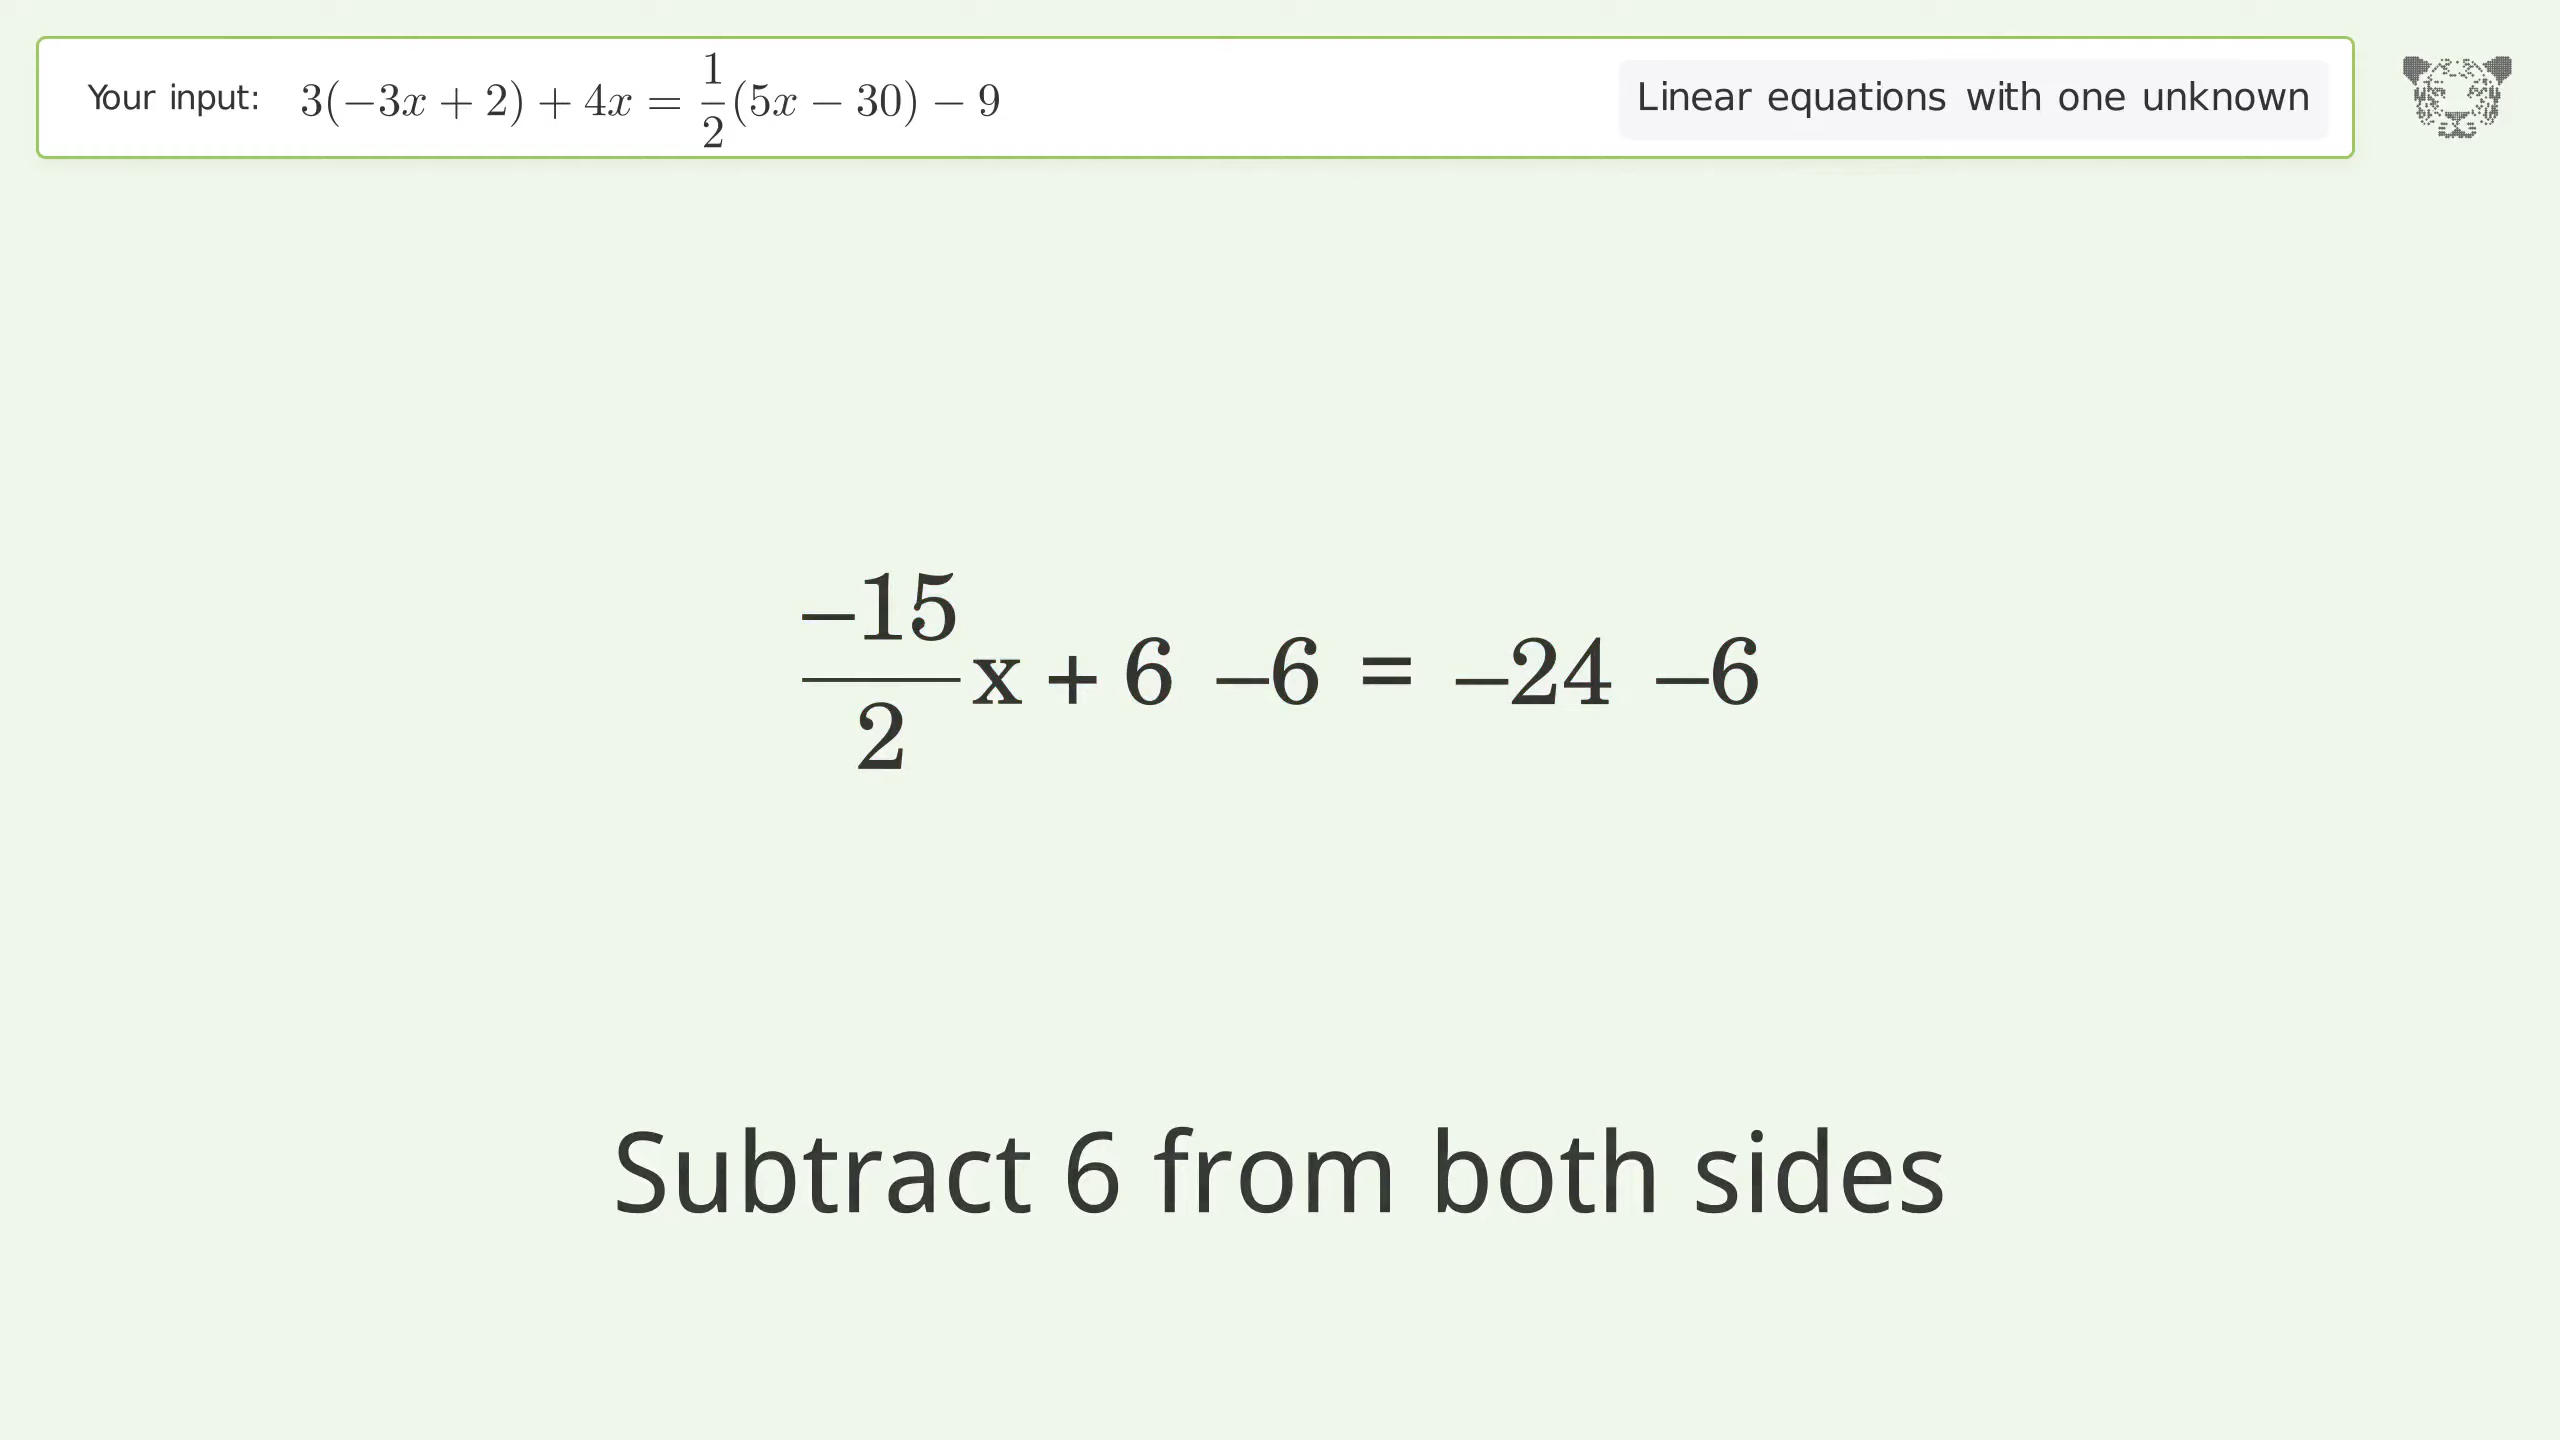 Your input: 3(−3x + 2) + 4x = 1/2(5x − 30) − 9
Linear equations with one unknown
−15/2 x + 6 −6 = −24 −6
Subtract 6 from both sides